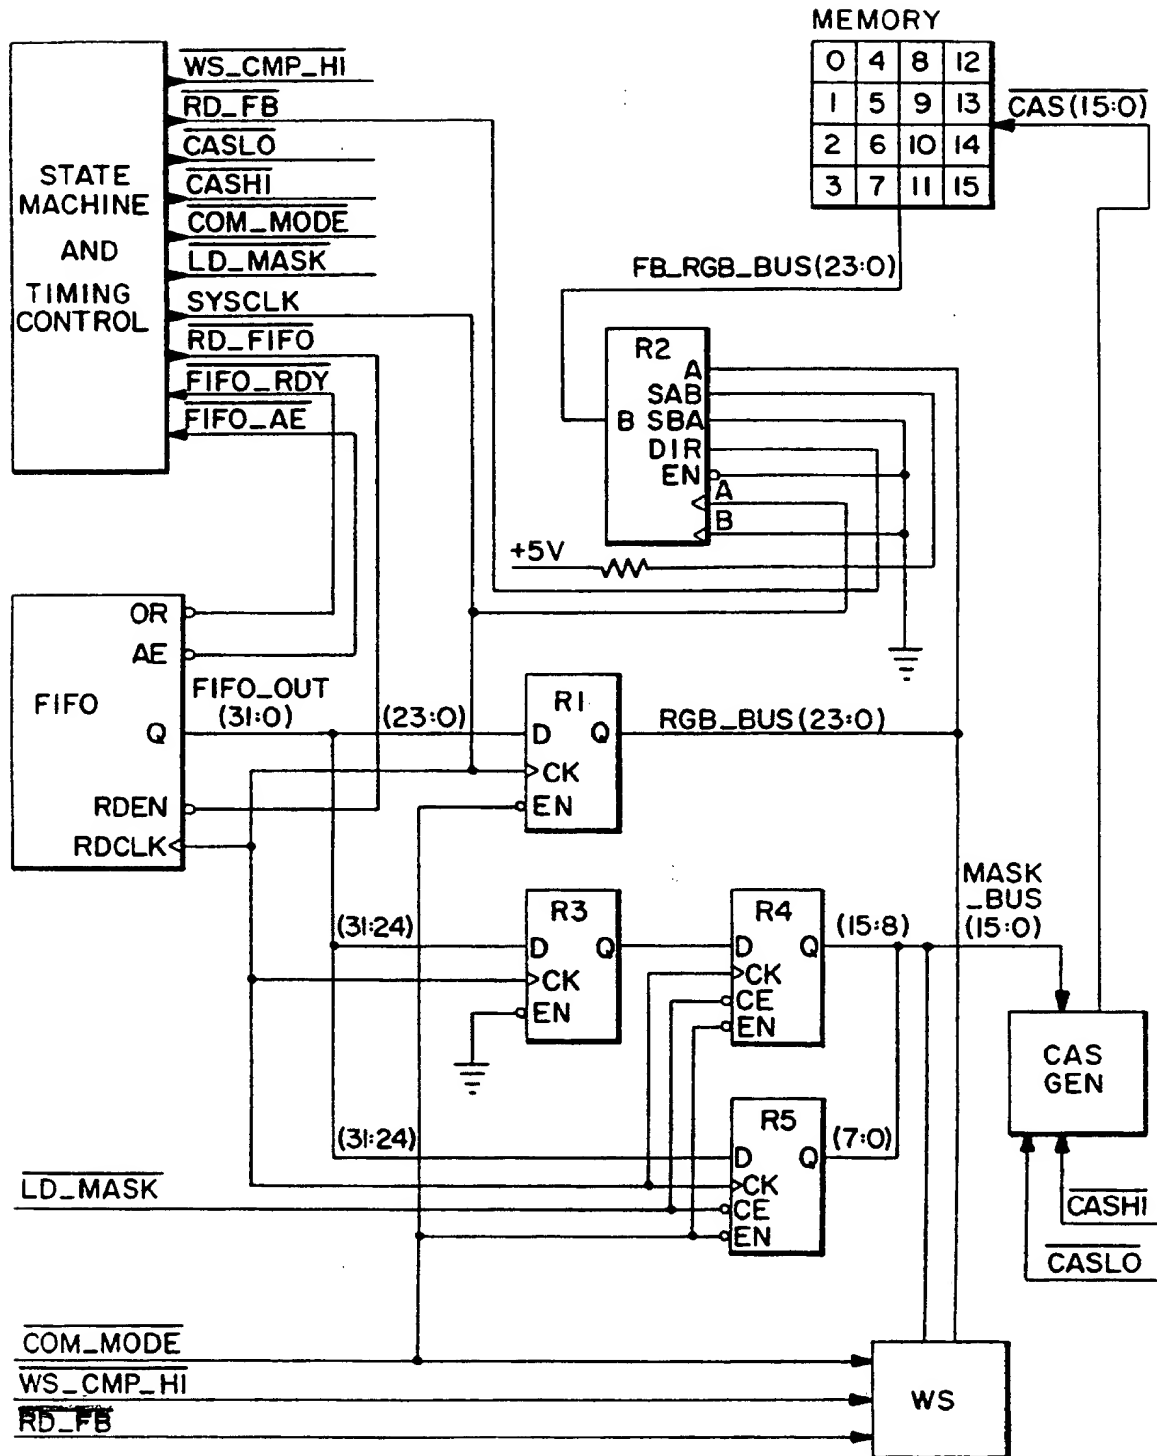 MEMORY
0 4 8 12
1 5 9 13
2 6 10 14
3 7 11 15
CAS(15:0)
STATE
MACHINE
AND
TIMING
CONTROL
WS_CMP_HI
RD_FB
CASLO
CASHI
COM_MODE
LD_MASK
SYSCLK
RD_FIFO
FIFO_RDY
FIFO_AE
FB_RGB_BUS(23:0)
R2
A
SAB
B SBA
DIR
EN
A
B
+5V
FIFO
OR
AE
Q
RDEN
RDCLK
FIFO_OUT
(31:0)
(23:0)
R1
D Q
CK
EN
RGB_BUS(23:0)
(31:24)
R3
D Q
CK
EN
R4
D Q
CK
CE
EN
(15:8)
MASK
_BUS
(15:0)
CAS
GEN
(31:24)
R5
D Q
CK
CE
EN
(7:0)
LD_MASK
CASHI
CASLO
COM_MODE
WS_CMP_HI
RD_FB
WS